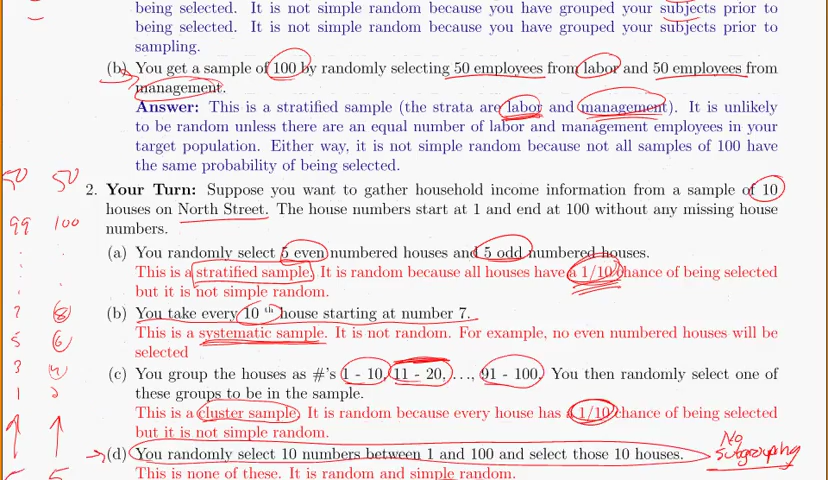 being selected. It is not simple random because you have grouped your subjects prior to
being selected. It is not simple random because you have grouped your subjects prior to
sampling.
(b) You get a sample of 100 by randomly selecting 50 employees from labor and 50 employees from
management.
Answer: This is a stratified sample (the strata are labor and management). It is unlikely
to be random unless there are an equal number of labor and management employees in your
target population. Either way, it is not simple random because not all samples of 100 have
the same probability of being selected.
50 50
2. Your Turn: Suppose you want to gather household income information from a sample of 10
houses on North Street. The house numbers start at 1 and end at 100 without any missing house
numbers.
99 100
(a) You randomly select 5 even numbered houses and 5 odd numbered houses.
This is a stratified sample. It is random because all houses have a 1/10 chance of being selected
but it is not simple random.
7 8
(b) You take every 10 th house starting at number 7.
This is a systematic sample. It is not random. For example, no even numbered houses will be
selected
5 6
3 4
(c) You group the houses as #'s 1 - 10, 11 - 20, . . ., 91 - 100. You then randomly select one of
these groups to be in the sample.
1 2
This is a cluster sample. It is random because every house has a 1/10 chance of being selected
but it is not simple random.
(d) You randomly select 10 numbers between 1 and 100 and select those 10 houses.
No
subgrouping
This is none of these. It is random and simple random.
5 5